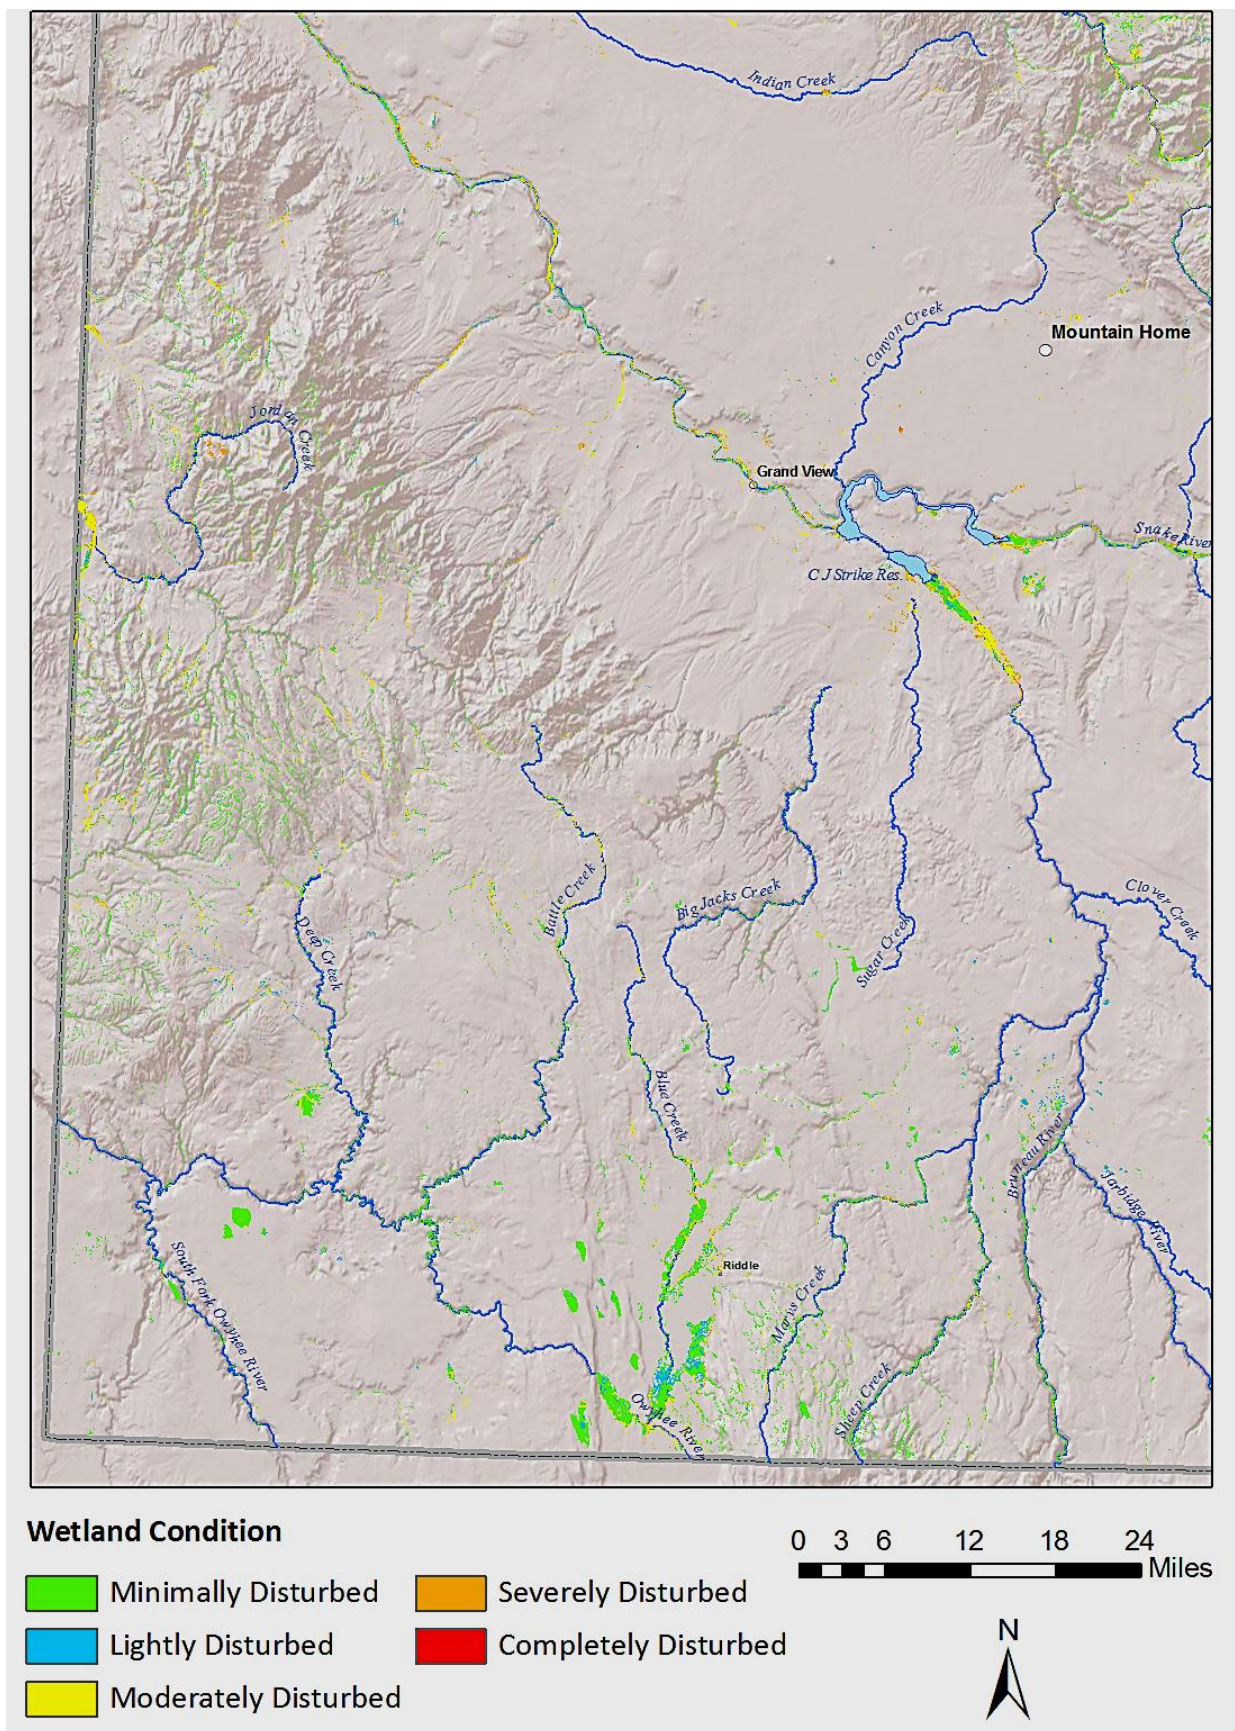 Indian Creek
Canyon Creek
Mountain Home
Jordan Creek
Grand View
Snake River
C J Strike Res.
Battle Creek
Big Jacks Creek
Clover Creek
Deep Creek
Sugar Creek
Blue Creek
Bruneau River
Jarbidge River
South Fork Owyhee River
Riddle
Marys Creek
Sheep Creek
Owyhee River
Wetland Condition
0 3 6 12 18 24
Miles
Minimally Disturbed
Severely Disturbed
Lightly Disturbed
Completely Disturbed
Moderately Disturbed
N